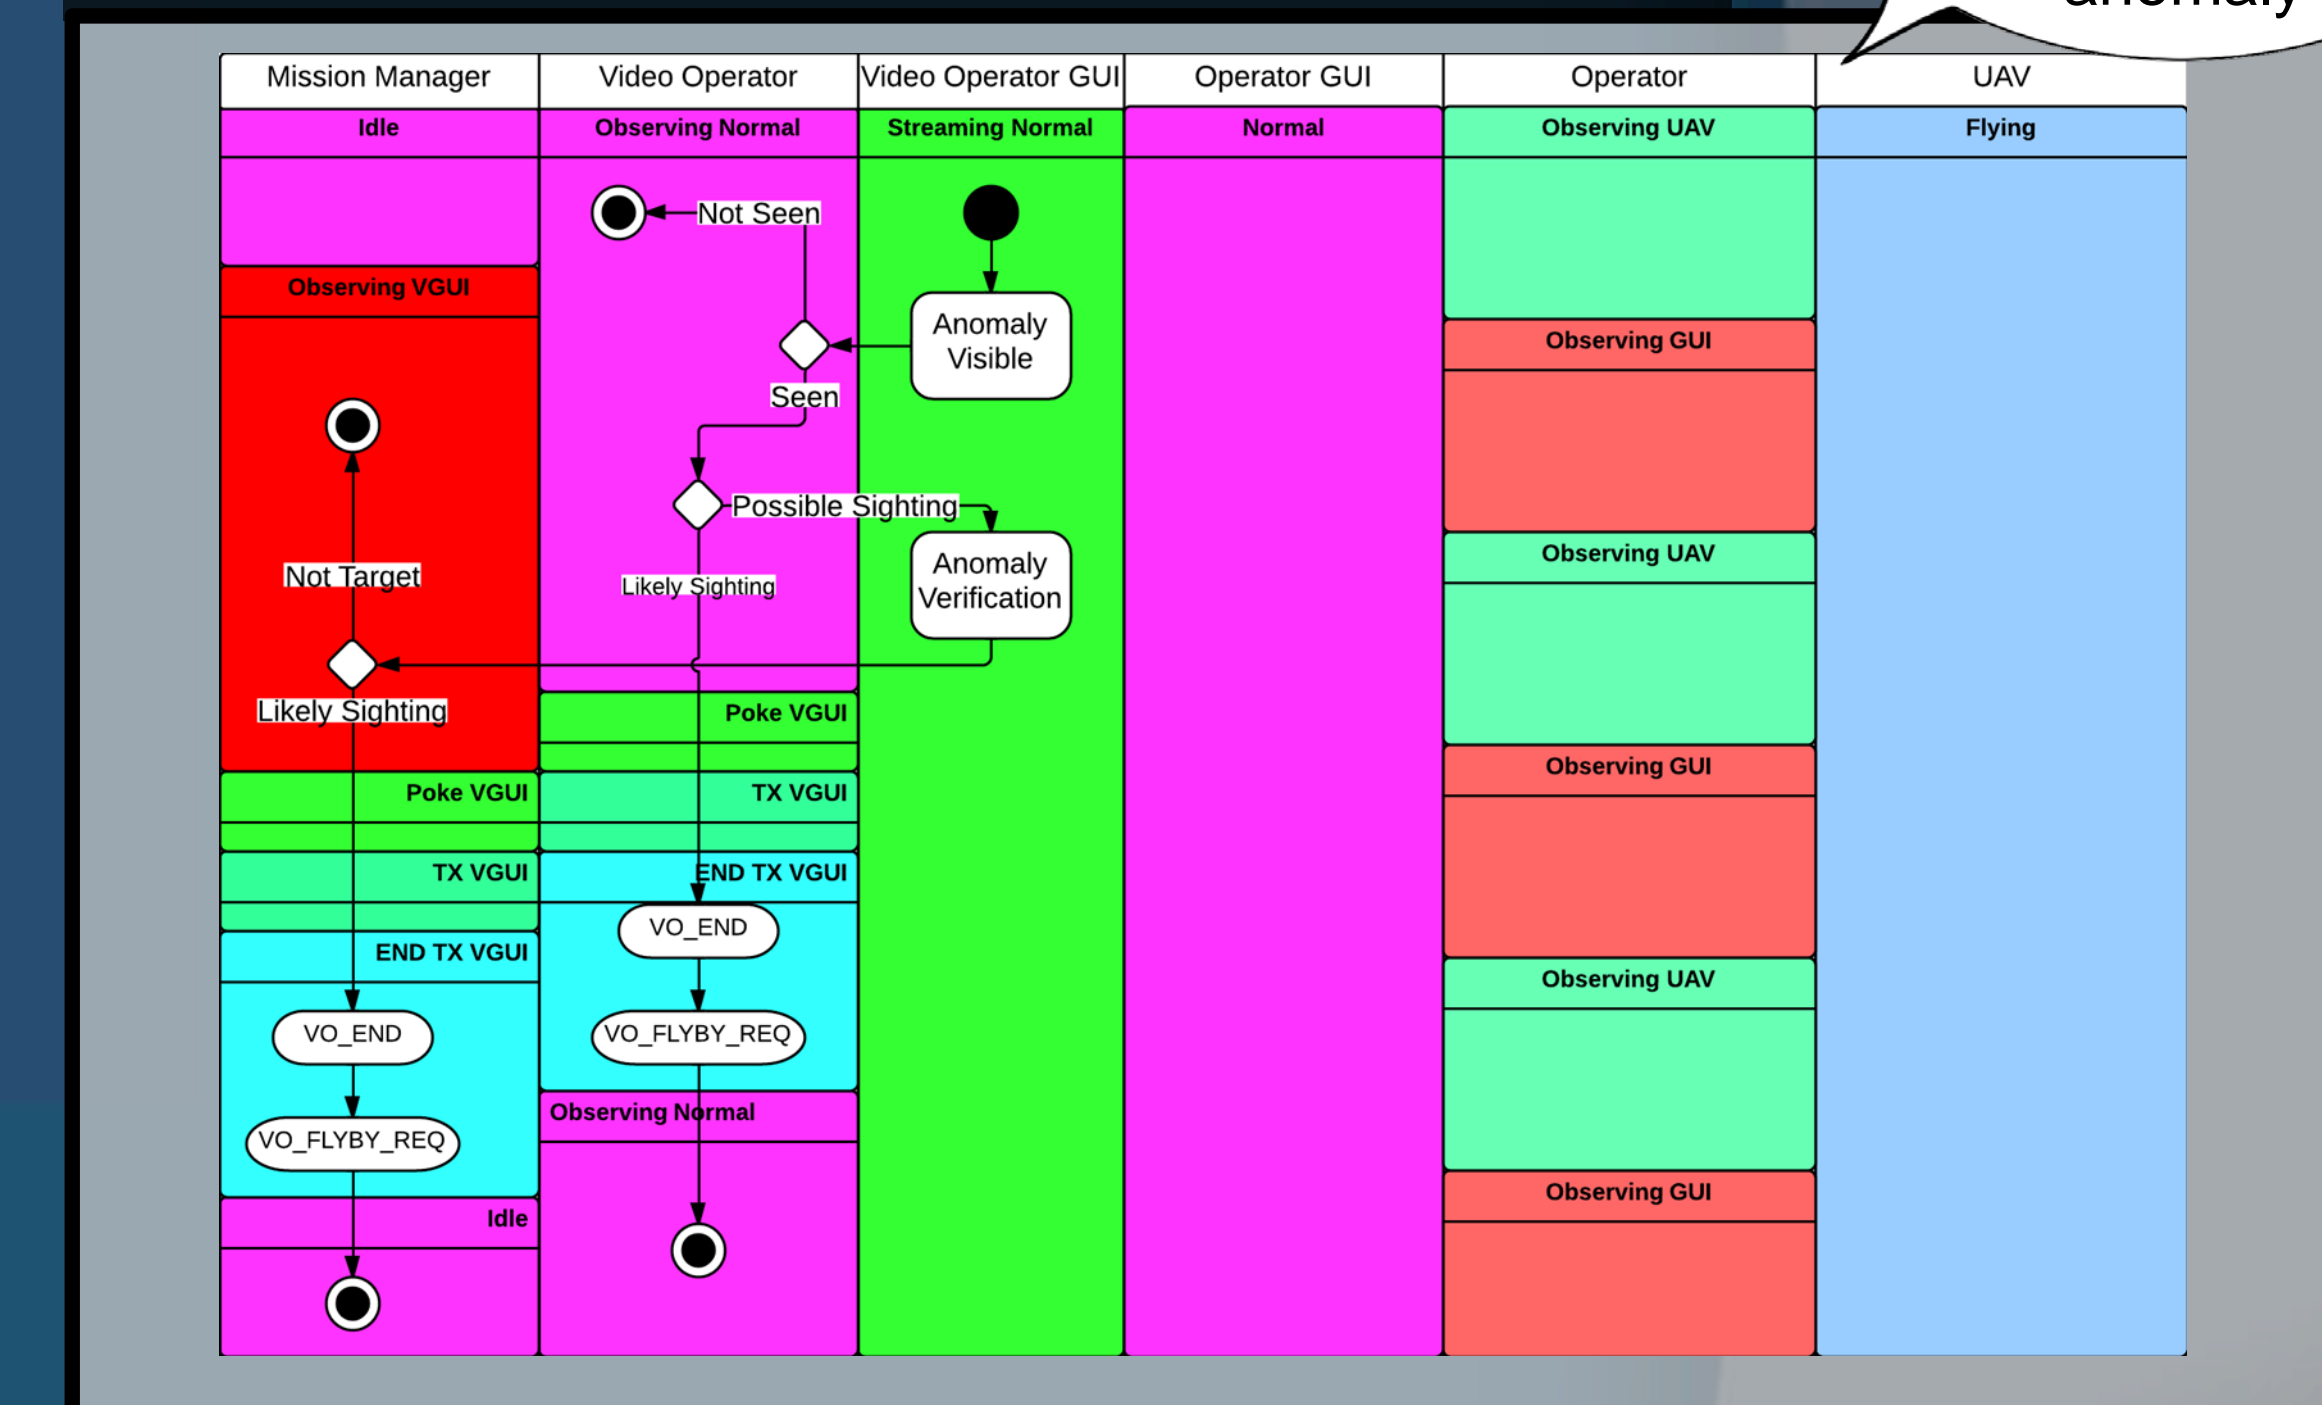 anomaly
Mission Manager
Video Operator
Video Operator GUI
Operator GUI
Operator
UAV
Idle
Observing Normal
Streaming Normal
Normal
Observing UAV
Flying
Not Seen
Observing VGUI
Anomaly
Visible
Observing GUI
Seen
Possible Sighting
Anomaly
Verification
Observing UAV
Not Target
Likely Sighting
Likely Sighting
Poke VGUI
Observing GUI
Poke VGUI
TX VGUI
TX VGUI
END TX VGUI
VO_END
END TX VGUI
Observing UAV
VO_END
VO_FLYBY_REQ
Observing Normal
VO_FLYBY_REQ
Observing GUI
Idle